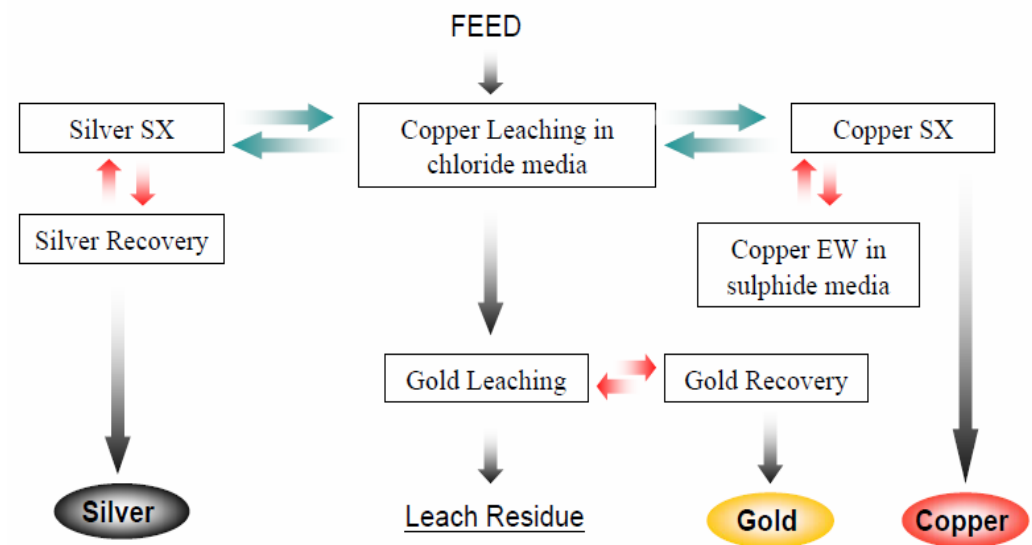 FEED
Silver SX
Copper Leaching in
chloride media
Copper SX
Silver Recovery
Copper EW in
sulphide media
Gold Leaching
Gold Recovery
Silver
Leach Residue
Gold
Copper